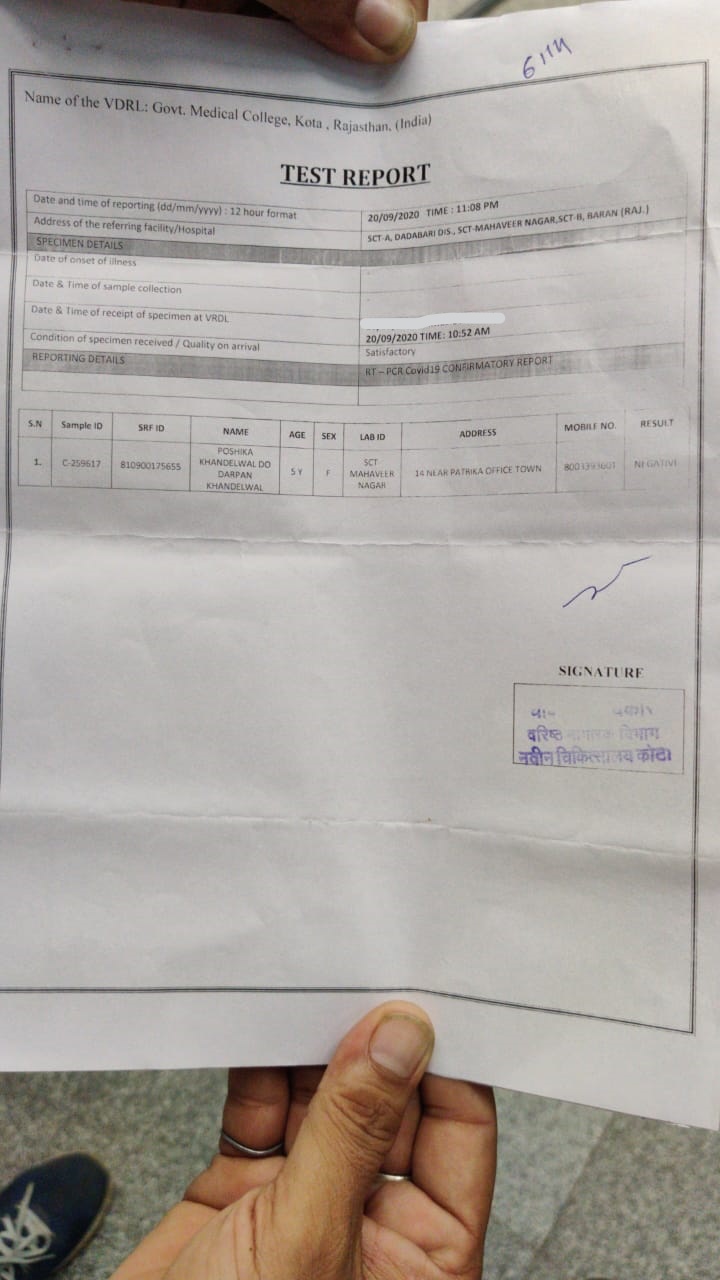 Name of the VDRL: Govt. Medical College, Kota , Rajasthan. (India)
TEST REPORT
Date and time of reporting (dd/mm/yyyy) : 12 hour format
20/09/2020 TIME : 11:08 PM
Address of the referring facility/Hospital
SCT-A, DADABARI DIS., SCT-MAHAVEER NAGAR,SCT-B, BARAN (RAJ.)
SPECIMEN DETAILS
Date of onset of illness
Date & Time of sample collection
Date & Time of receipt of specimen at VRDL
20/09/2020 TIME: 10:52 AM
Condition of specimen received / Quality on arrival
Satisfactory
REPORTING DETAILS
RT – PCR Covid19 CONFIRMATORY REPORT
S.N Sample ID SRF ID NAME AGE SEX LAB ID ADDRESS MOBILE NO. RESULT
1. C-259617 810900175655 POSHIKA KHANDELWAL DO DARPAN KHANDELWAL 5 Y F SCT MAHAVEER NAGAR 14 NEAR PATRIKA OFFICE TOWN 8003393601 NEGATIVE
SIGNATURE
वरिष्ठ नागरिक विभाग
नवीन चिकित्सालय कोटा